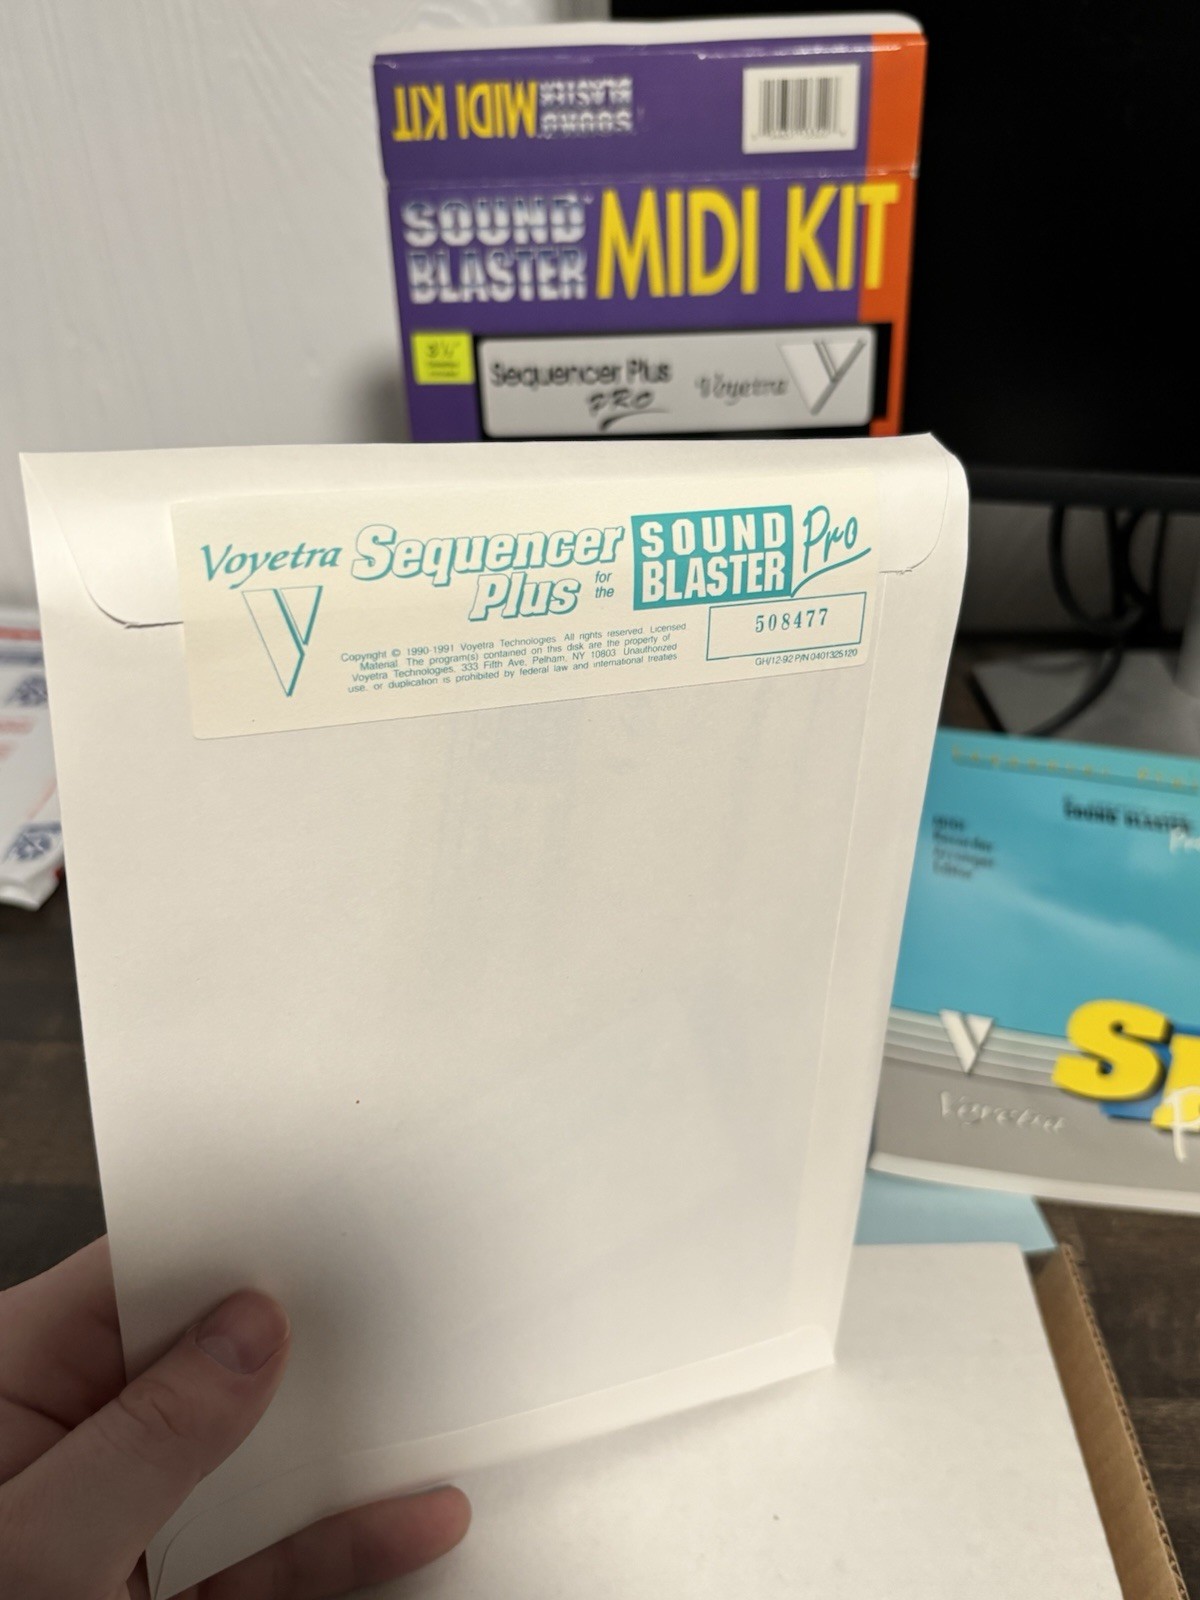 MIDI KIT SOUND BLASTER
SOUND BLASTER MIDI KIT
3½"
Sequencer Plus PRO
Voyetra
Voyetra Sequencer Plus for the SOUND BLASTER Pro
508477
Copyright © 1990-1991 Voyetra Technologies. All rights reserved. Licensed
Material. The program(s) contained on this disk are the property of
Voyetra Technologies, 333 Fifth Ave, Pelham, NY 10803 Unauthorized
use, or duplication is prohibited by federal law and international treaties
GH/12-92 P/N 0401325120
SOUND BLASTER
Pro
S
Voyetra